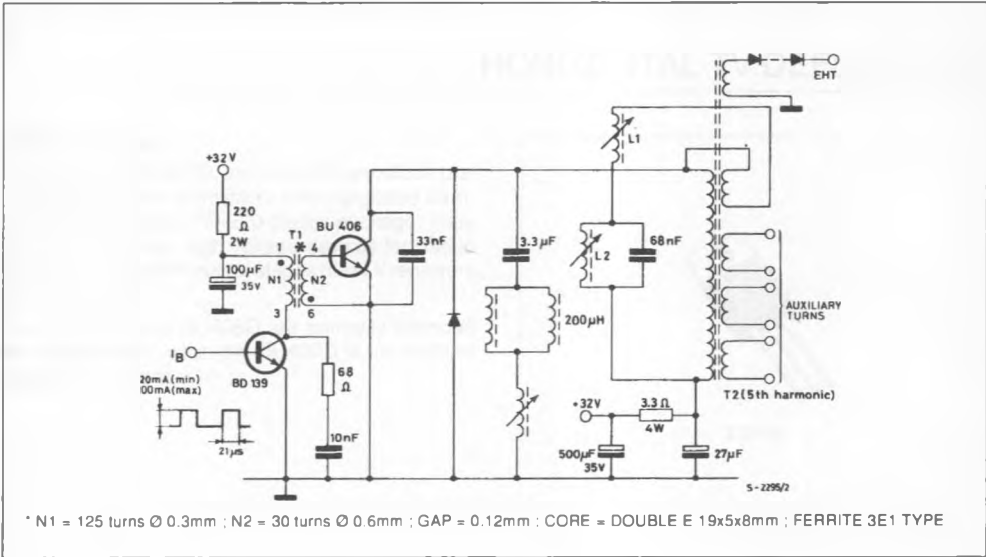 EHT
L1
+32V
220
Ω
2W
T1
*
4
BU 406
33nF
3.3µF
L2
68nF
100µF
35V
N1
N2
3
6
200µH
AUXILIARY
TURNS
IB
BD 139
68
Ω
20mA(min)
00mA(max)
21µs
10nF
+32V
3.3Ω
4W
T2(5th harmonic)
500µF
35V
27µF
S-2295/2
* N1 = 125 turns Ø 0.3mm ; N2 = 30 turns Ø 0.6mm ; GAP = 0.12mm : CORE = DOUBLE E 19x5x8mm ; FERRITE 3E1 TYPE